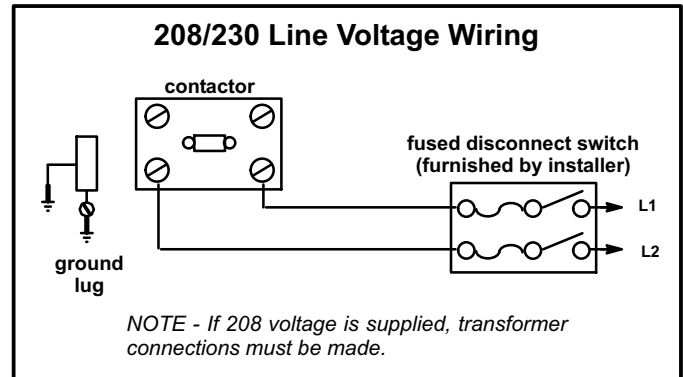 208/230 Line Voltage Wiring
contactor
fused disconnect switch
(furnished by installer)
L1
L2
ground
lug
NOTE - If 208 voltage is supplied, transformer
connections must be made.